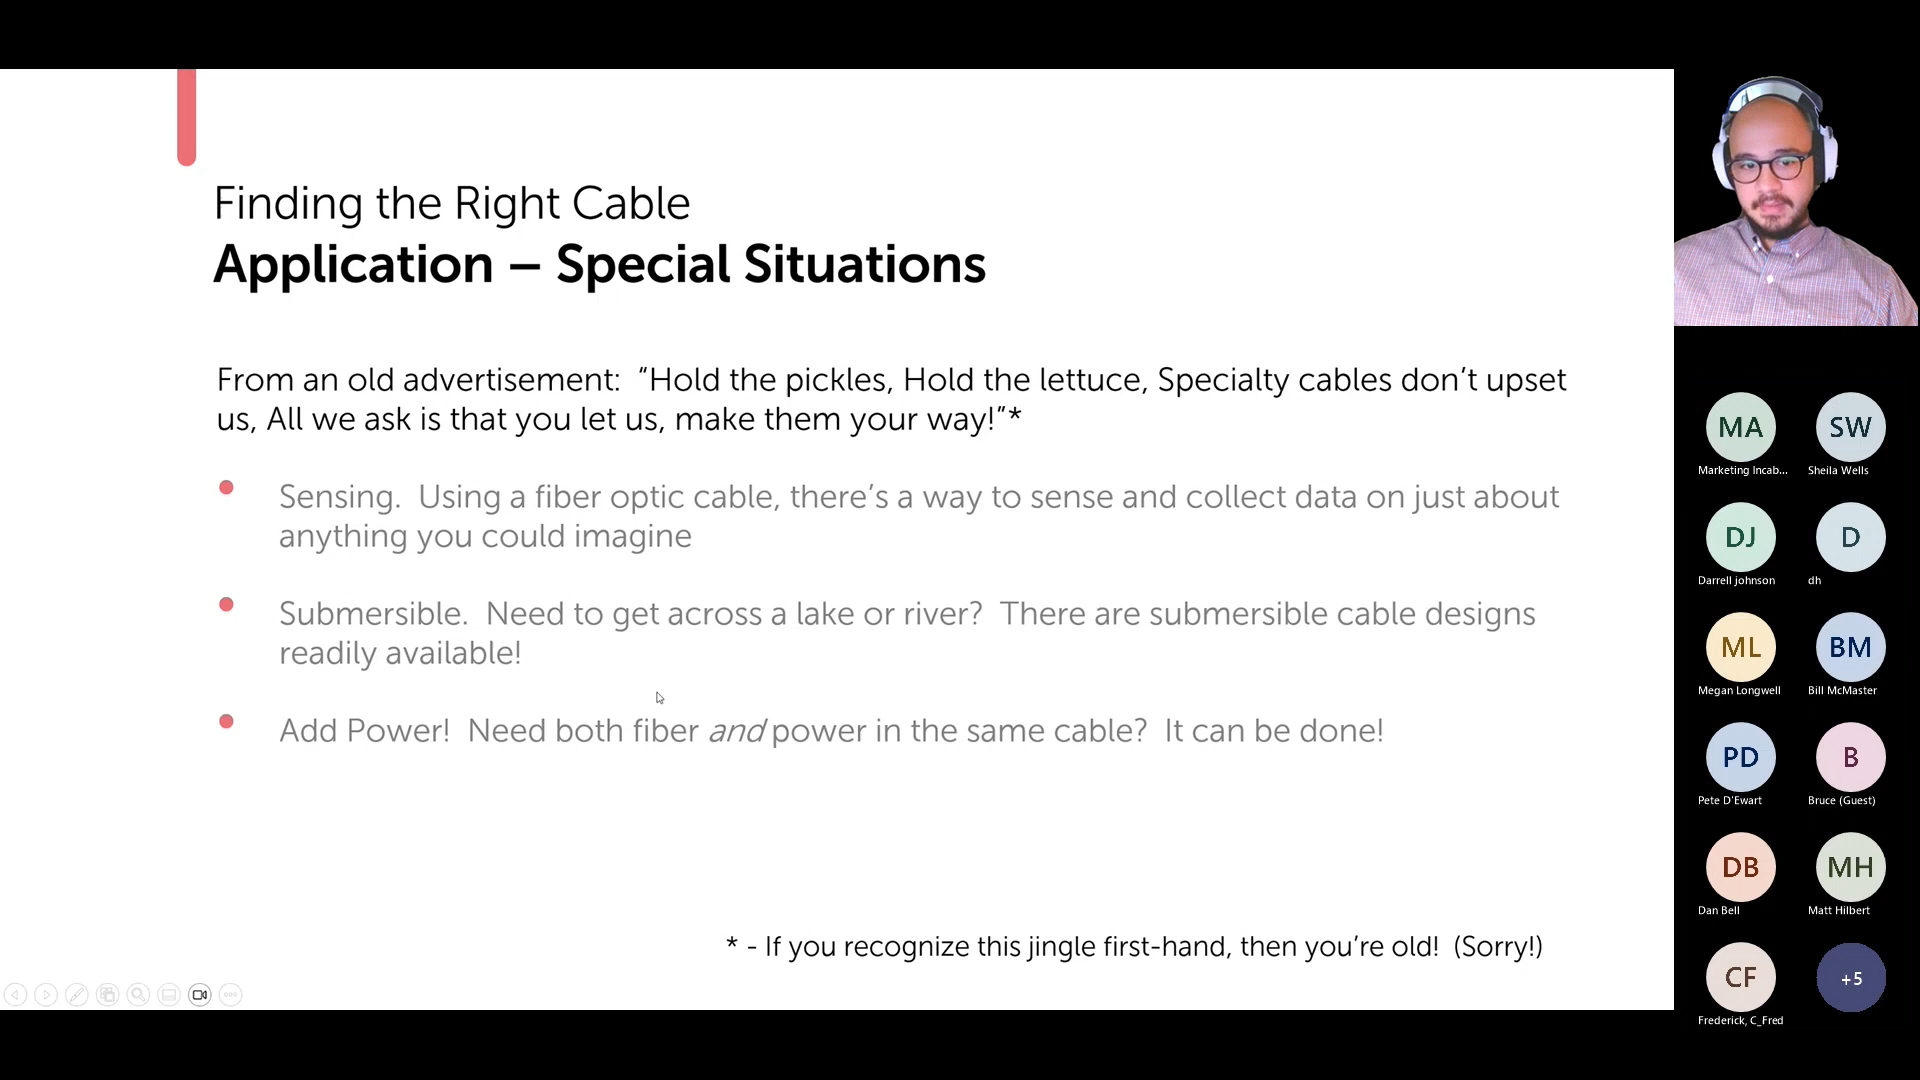 Finding the Right Cable
Application – Special Situations
From an old advertisement:  “Hold the pickles, Hold the lettuce, Specialty cables don’t upset
us, All we ask is that you let us, make them your way!”*
Sensing.  Using a fiber optic cable, there’s a way to sense and collect data on just about
anything you could imagine
Submersible.  Need to get across a lake or river?  There are submersible cable designs
readily available!
Add Power!  Need both fiber and power in the same cable?  It can be done!
* - If you recognize this jingle first-hand, then you’re old!  (Sorry!)
MA
SW
Marketing Incab...
Sheila Wells
DJ
D
Darrell johnson
dh
ML
BM
Megan Longwell
Bill McMaster
PD
B
Pete D'Ewart
Bruce (Guest)
DB
MH
Dan Bell
Matt Hilbert
CF
+5
Frederick, C_Fred